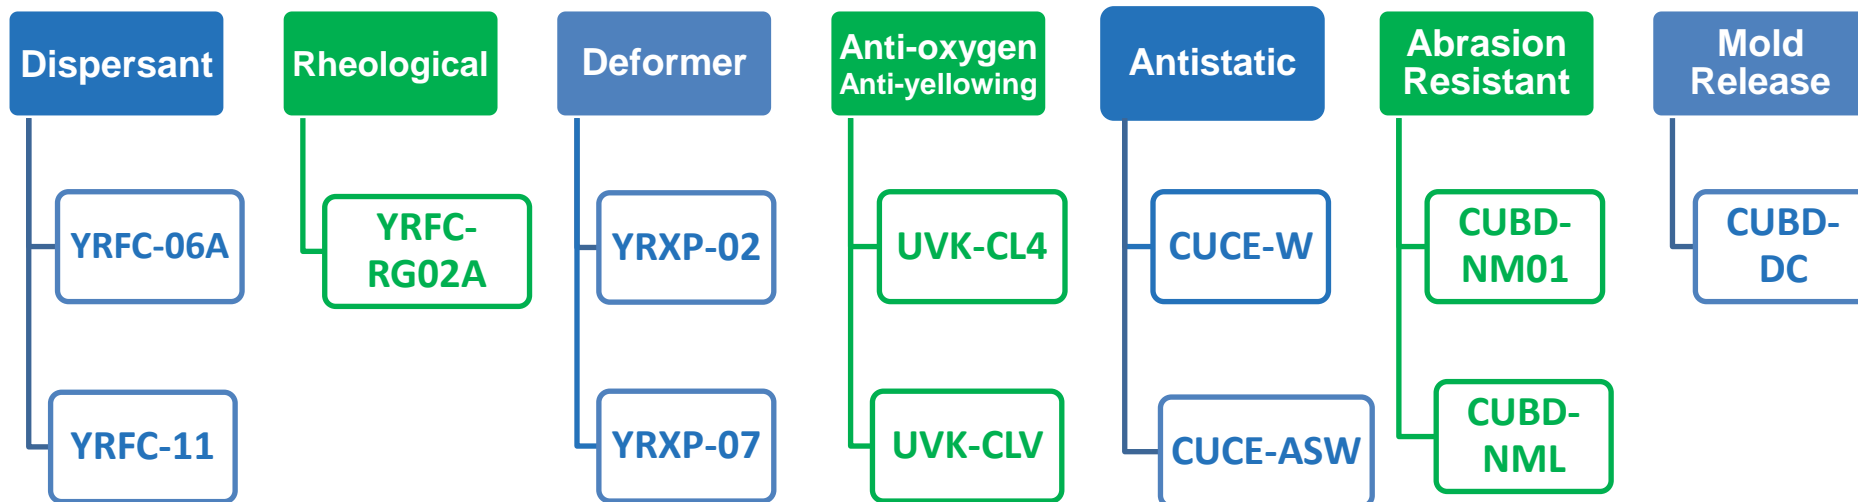 Dispersant
YRFC-06A
YRFC-11
Rheological
YRFC-
RG02A
Deformer
YRXP-02
YRXP-07
Anti-oxygen
Anti-yellowing
UVK-CL4
UVK-CLV
Antistatic
CUCE-W
CUCE-ASW
Abrasion
Resistant
CUBD-
NM01
CUBD-
NML
Mold
Release
CUBD-
DC